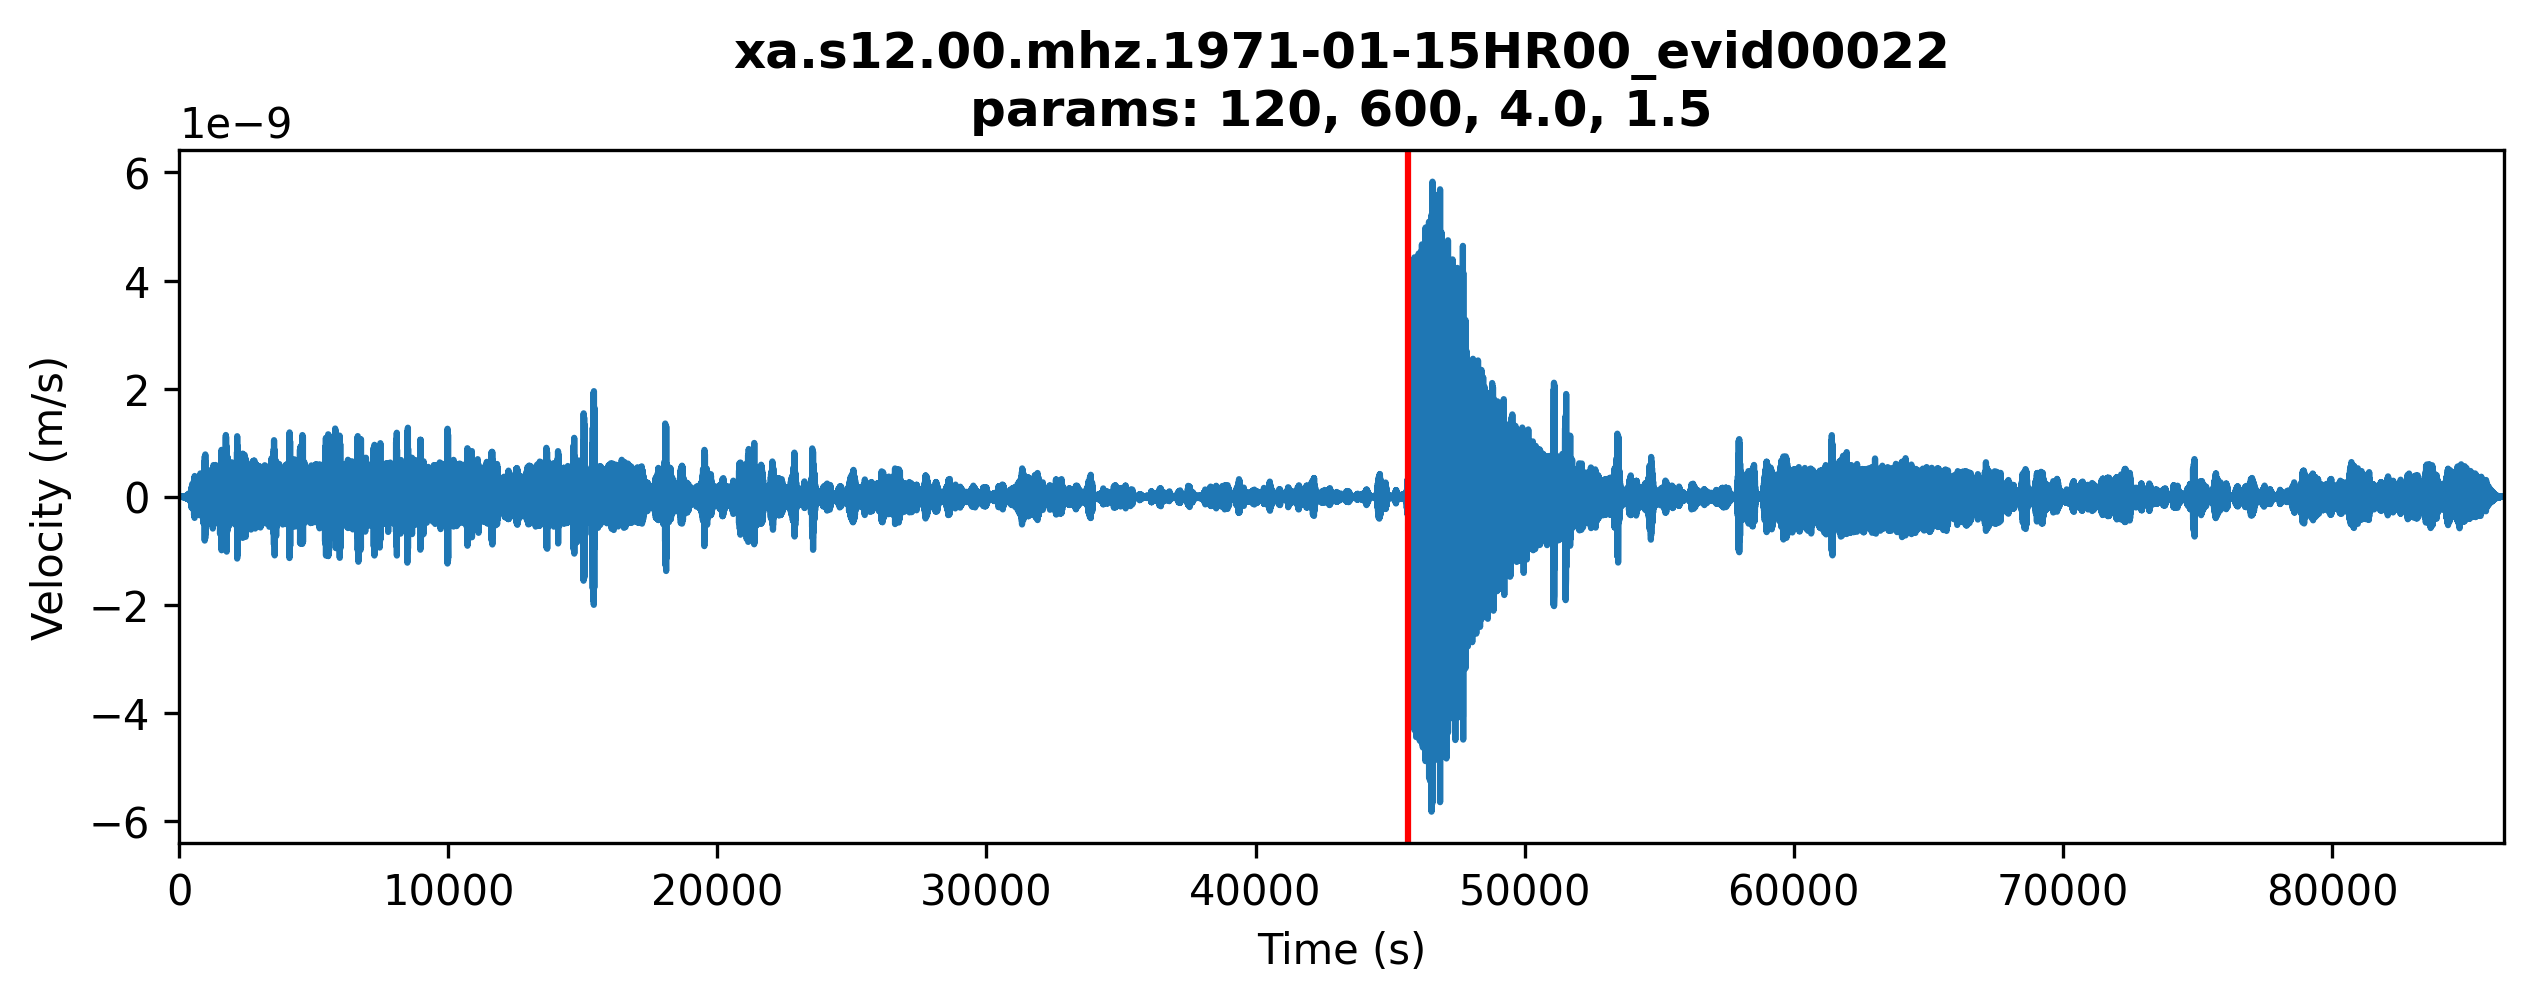 xa.s12.00.mhz.1971-01-15HR00_evid00022
params: 120, 600, 4.0, 1.5
1e−9
6
4
2
0
−2
−4
−6
Velocity (m/s)
0 10000 20000 30000 40000 50000 60000 70000 80000
Time (s)